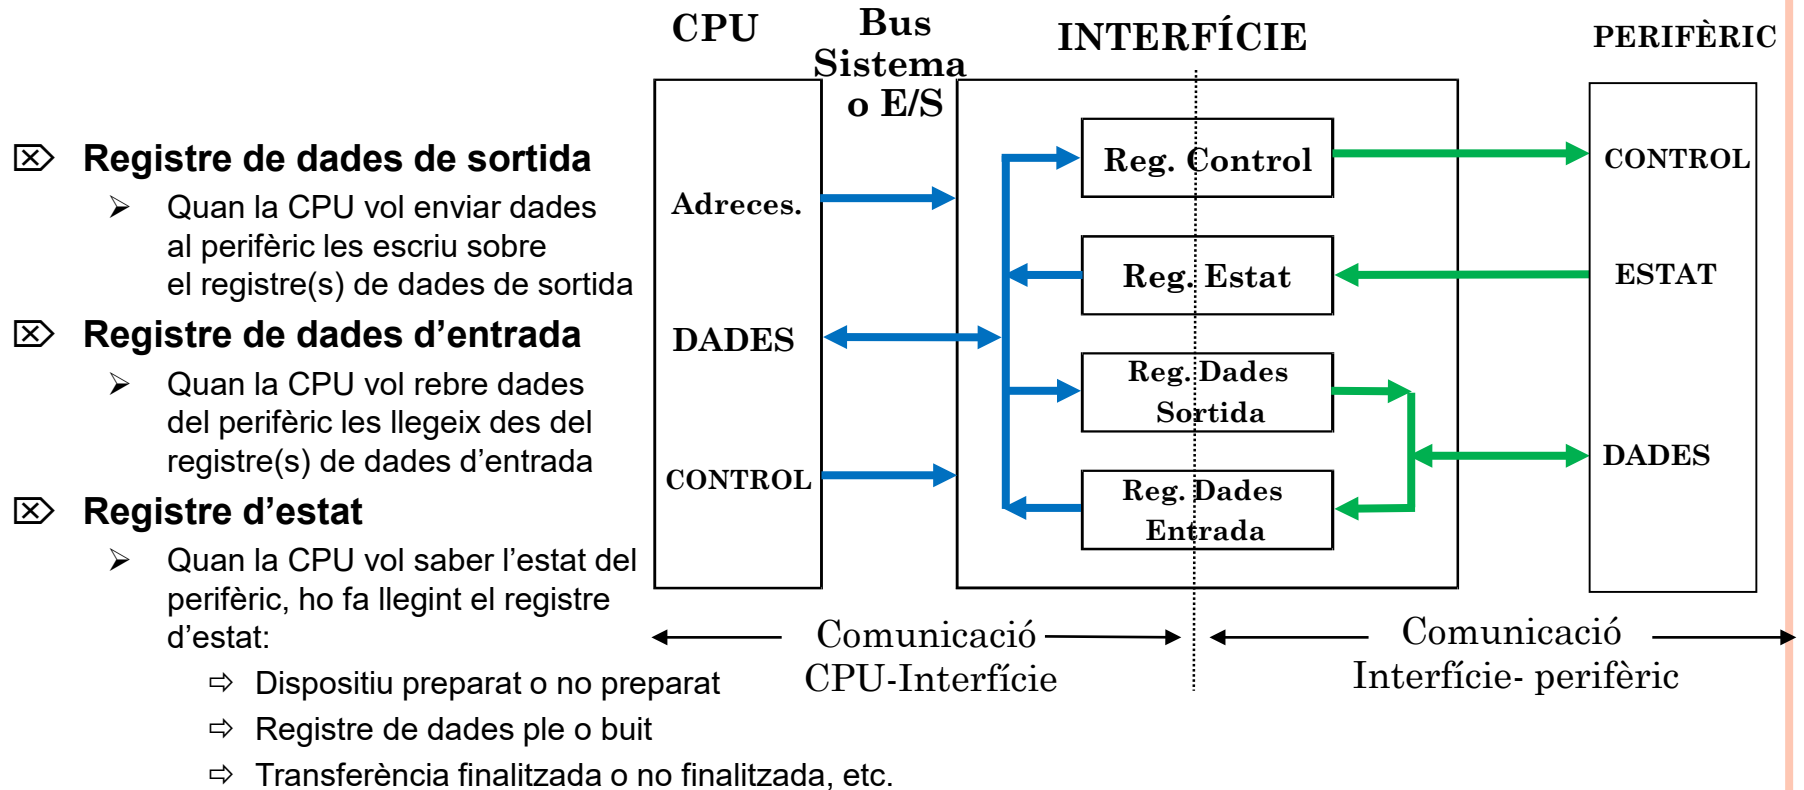 Registre de dades de sortida
Quan la CPU vol enviar dades
al perifèric les escriu sobre
el registre(s) de dades de sortida
Registre de dades d’entrada
Quan la CPU vol rebre dades
del perifèric les llegeix des del
registre(s) de dades d’entrada
Registre d’estat
Quan la CPU vol saber l’estat del
perifèric, ho fa llegint el registre
d’estat:
Dispositiu preparat o no preparat
Registre de dades ple o buit
Transferència finalitzada o no finalitzada, etc.
CPU
Bus
Sistema
o E/S
INTERFÍCIE
PERIFÈRIC
Adreces.
DADES
CONTROL
Reg. Control
Reg. Estat
Reg. Dades
Sortida
Reg. Dades
Entrada
CONTROL
ESTAT
DADES
Comunicació
CPU-Interfície
Comunicació
Interfície- perifèric